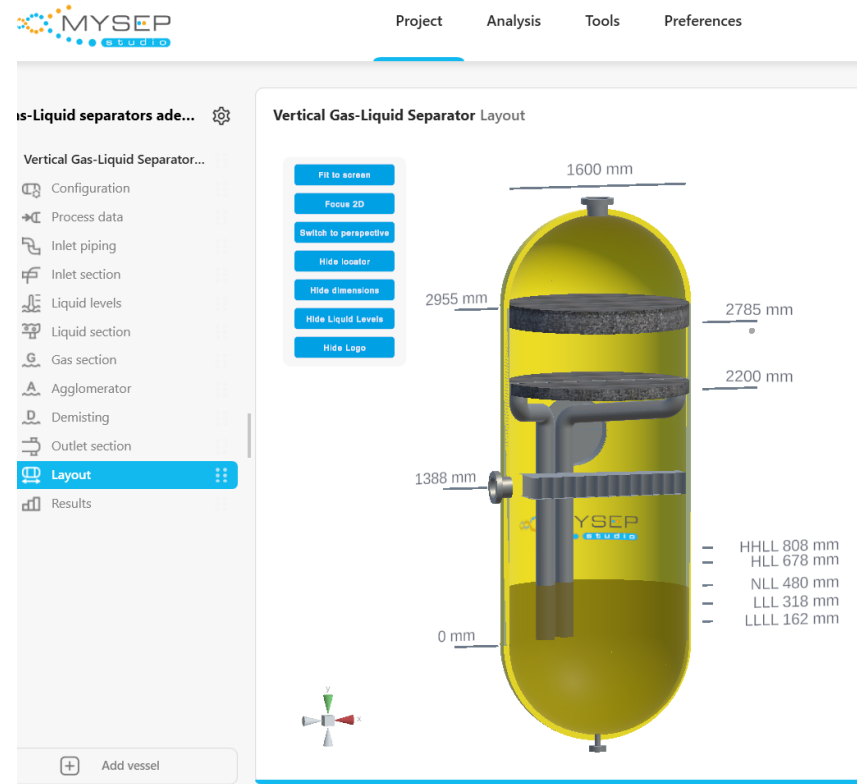 MYSEP
studio
Project Analysis Tools Preferences
as-Liquid separators ade...
Vertical Gas-Liquid Separator...
Configuration
Process data
Inlet piping
Inlet section
Liquid levels
Liquid section
G Gas section
A Agglomerator
D Demisting
Outlet section
Layout
Results
Add vessel
Vertical Gas-Liquid Separator Layout
Fit to screen
Focus 2D
Switch to perspective
Hide locator
Hide dimensions
Hide Liquid Levels
Hide Logo
1600 mm
2955 mm
2785 mm
2200 mm
1388 mm
YSEP
studio
HHLL 808 mm
HLL 678 mm
NLL 480 mm
LLL 318 mm
LLLL 162 mm
0 mm
y
x